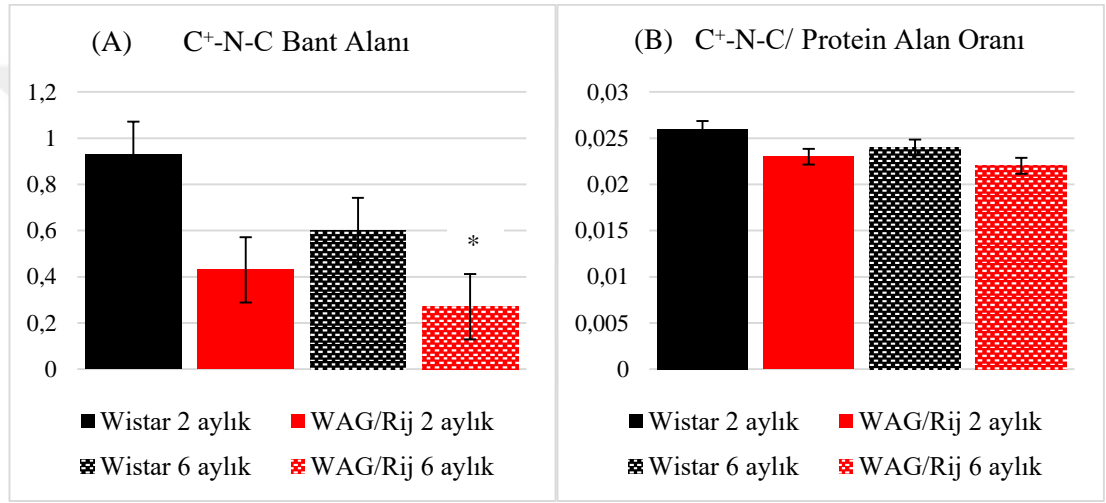 (A) C⁺-N-C Bant Alanı
1,2
1
0,8
0,6
0,4
0,2
0
*
Wistar 2 aylık WAG/Rij 2 aylık
Wistar 6 aylık WAG/Rij 6 aylık
(B) C⁺-N-C/ Protein Alan Oranı
0,03
0,025
0,02
0,015
0,01
0,005
0
Wistar 2 aylık WAG/Rij 2 aylık
Wistar 6 aylık WAG/Rij 6 aylık